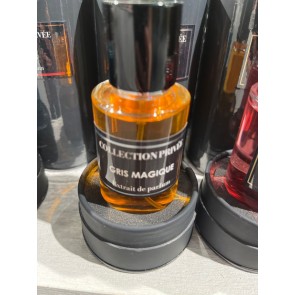 COLLECTION PRIVÉE
GRIS MAGIQUE
extrait de parfum